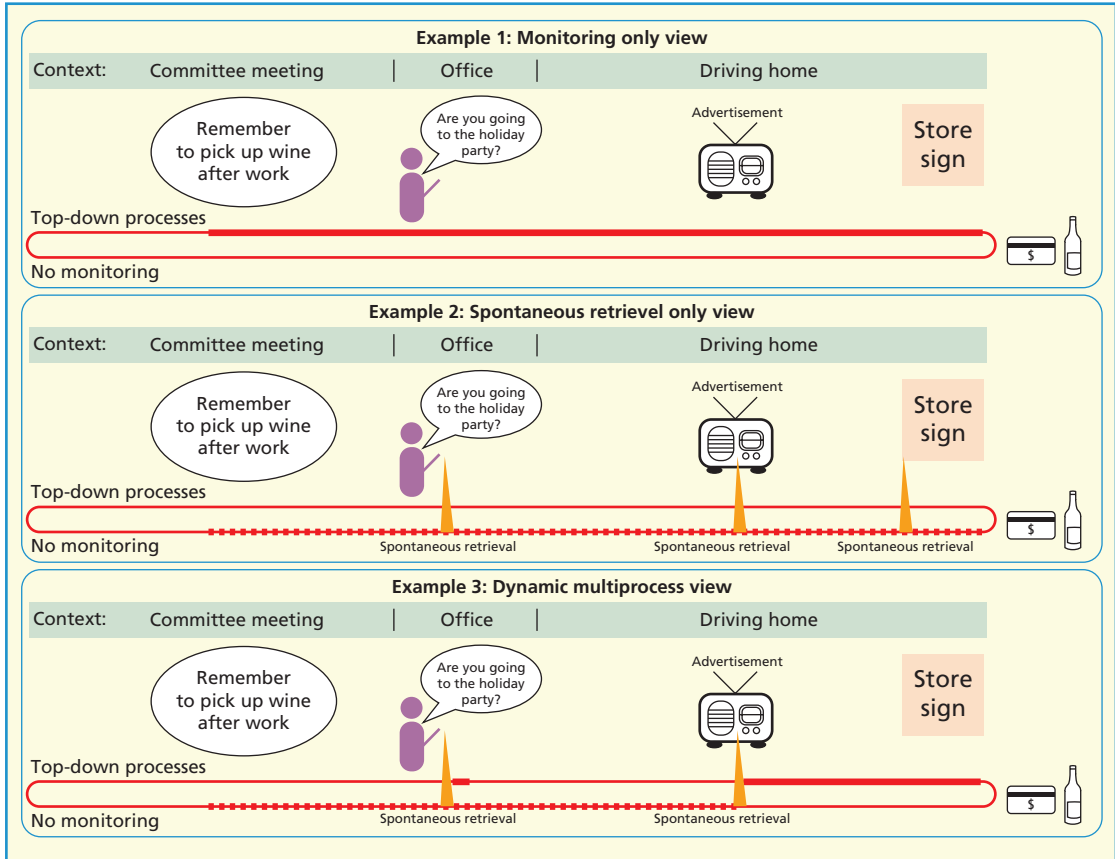 Example 1: Monitoring only view
Context: Committee meeting | Office | Driving home
Remember
to pick up wine
after work
Are you going
to the holiday
party?
Advertisement
Store
sign
Top-down processes
No monitoring
$
Example 2: Spontaneous retrievel only view
Context: Committee meeting | Office | Driving home
Remember
to pick up wine
after work
Are you going
to the holiday
party?
Advertisement
Store
sign
Top-down processes
No monitoring
$
Spontaneous retrieval Spontaneous retrieval Spontaneous retrieval
Example 3: Dynamic multiprocess view
Context: Committee meeting | Office | Driving home
Remember
to pick up wine
after work
Are you going
to the holiday
party?
Advertisement
Store
sign
Top-down processes
No monitoring
$
Spontaneous retrieval Spontaneous retrieval